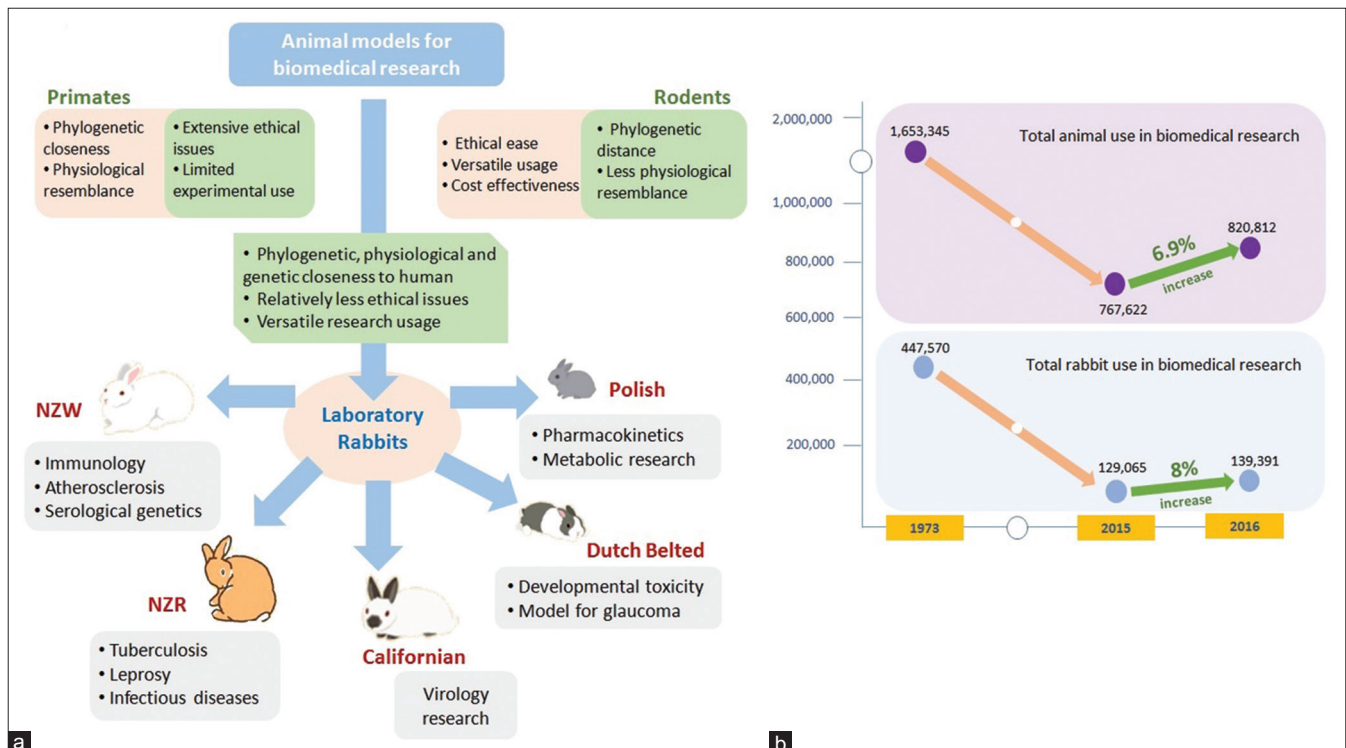 Animal models for
biomedical research
Primates
• Phylogenetic
closeness
• Physiological
resemblance
• Extensive ethical
issues
• Limited
experimental use
Rodents
• Ethical ease
• Versatile usage
• Cost effectiveness
• Phylogenetic
distance
• Less physiological
resemblance
• Phylogenetic, physiological and
genetic closeness to human
• Relatively less ethical issues
• Versatile research usage
Laboratory
Rabbits
NZW
• Immunology
• Atherosclerosis
• Serological genetics
NZR
• Tuberculosis
• Leprosy
• Infectious diseases
Californian
Virology
research
Dutch Belted
• Developmental toxicity
• Model for glaucoma
Polish
• Pharmacokinetics
• Metabolic research
a
2,000,000
1,000,000
800,000
600,000
400,000
200,000
Total animal use in biomedical research
1,653,345
767,622
6.9%
increase
820,812
Total rabbit use in biomedical research
447,570
129,065
8%
increase
139,391
1973
2015
2016
b